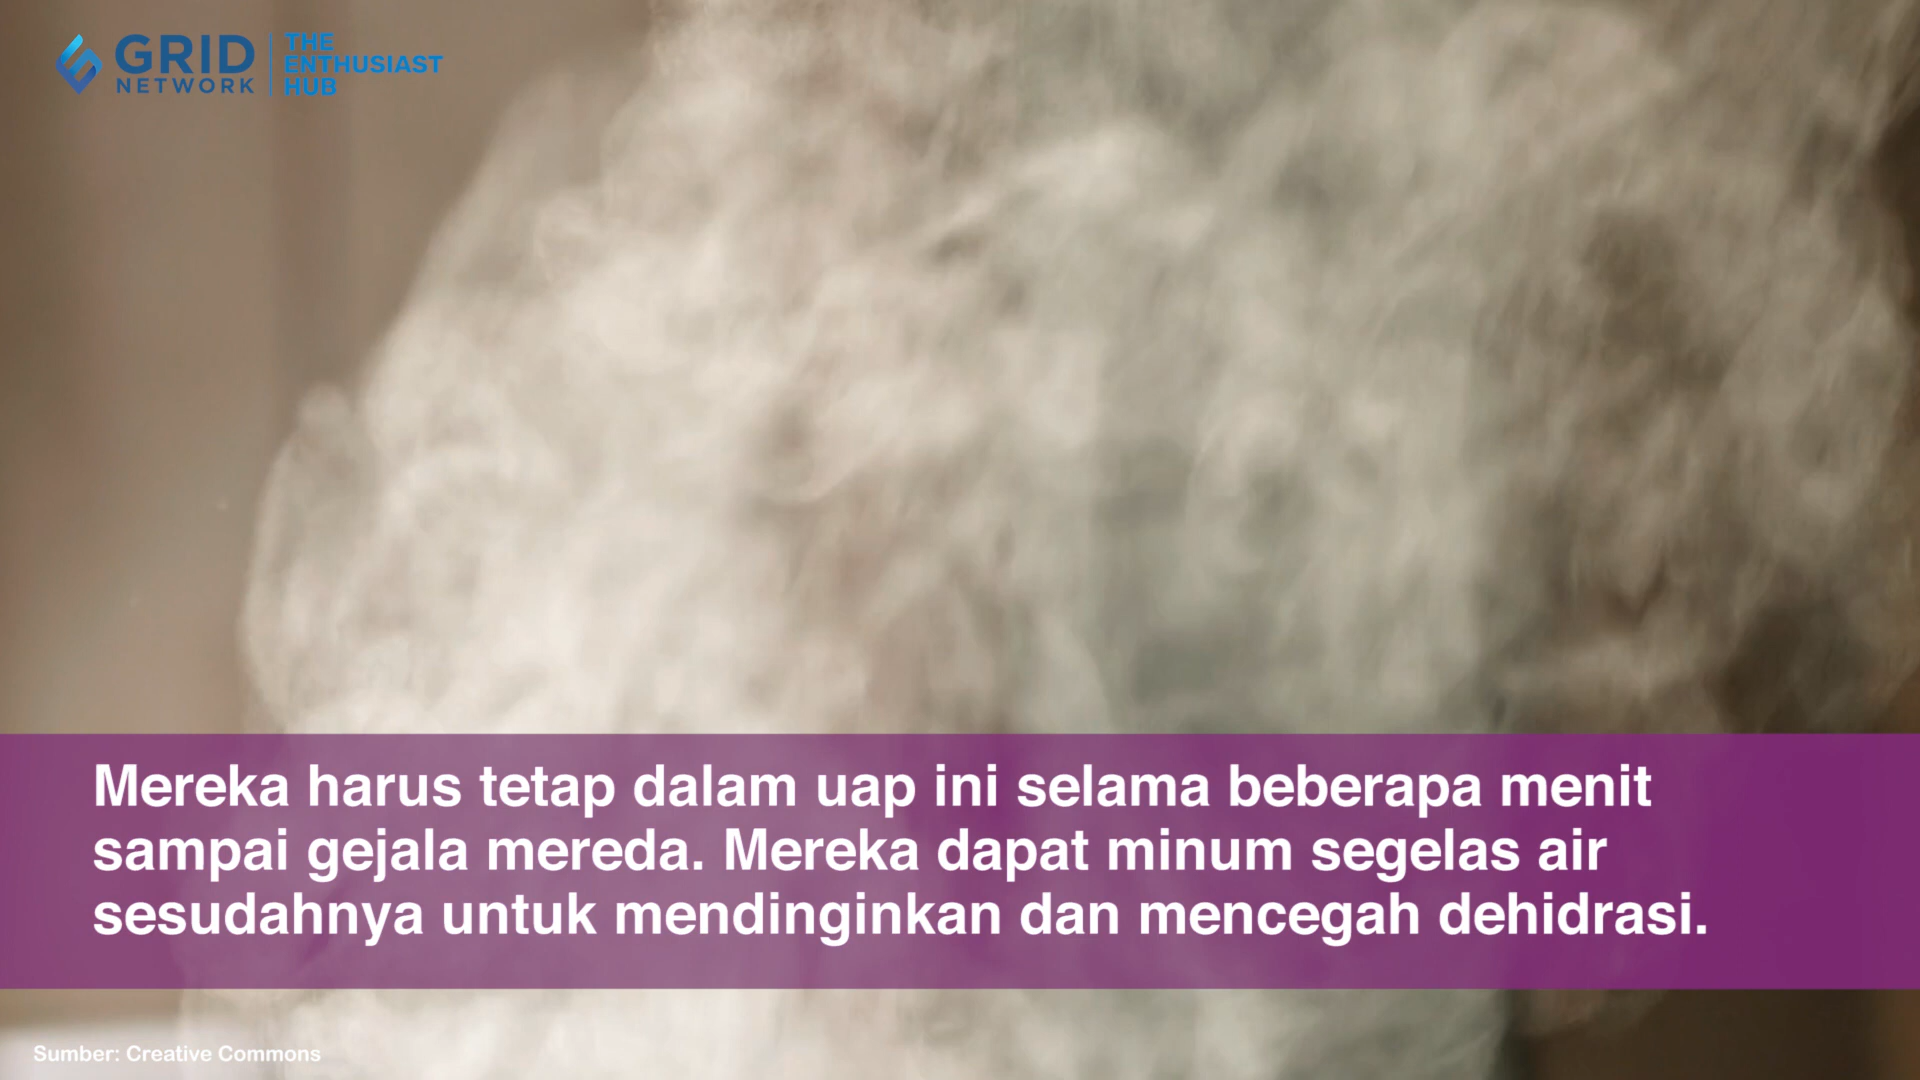 GRID
NETWORK
THE
ENTHUSIAST
HUB
Mereka harus tetap dalam uap ini selama beberapa menit
sampai gejala mereda. Mereka dapat minum segelas air
sesudahnya untuk mendinginkan dan mencegah dehidrasi.
Sumber: Creative Commons